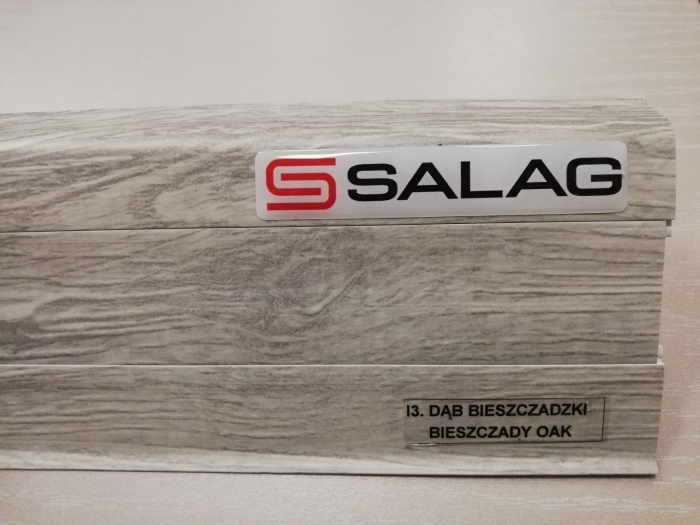 SALAG
I3. DĄB BIESZCZADZKI
BIESZCZADY OAK